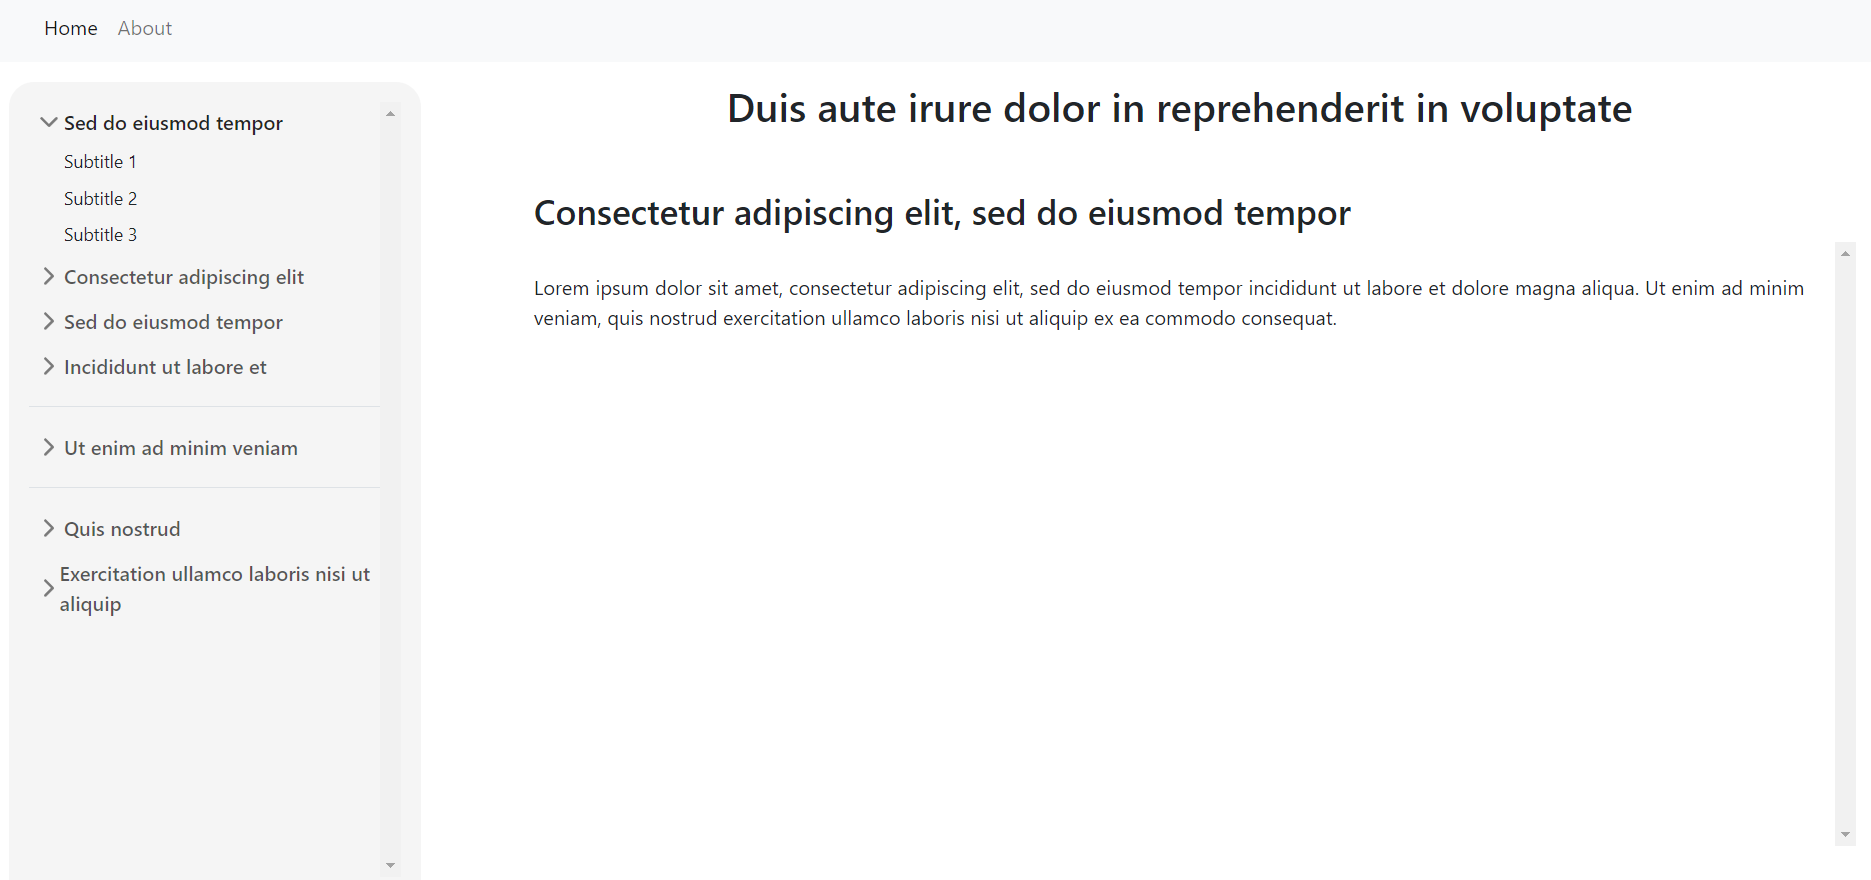 Home About
Sed do eiusmod tempor
Subtitle 1
Subtitle 2
Subtitle 3
Consectetur adipiscing elit
Sed do eiusmod tempor
Incididunt ut labore et
Ut enim ad minim veniam
Quis nostrud
Exercitation ullamco laboris nisi ut
aliquip
Duis aute irure dolor in reprehenderit in voluptate
Consectetur adipiscing elit, sed do eiusmod tempor
Lorem ipsum dolor sit amet, consectetur adipiscing elit, sed do eiusmod tempor incididunt ut labore et dolore magna aliqua. Ut enim ad minim
veniam, quis nostrud exercitation ullamco laboris nisi ut aliquip ex ea commodo consequat.